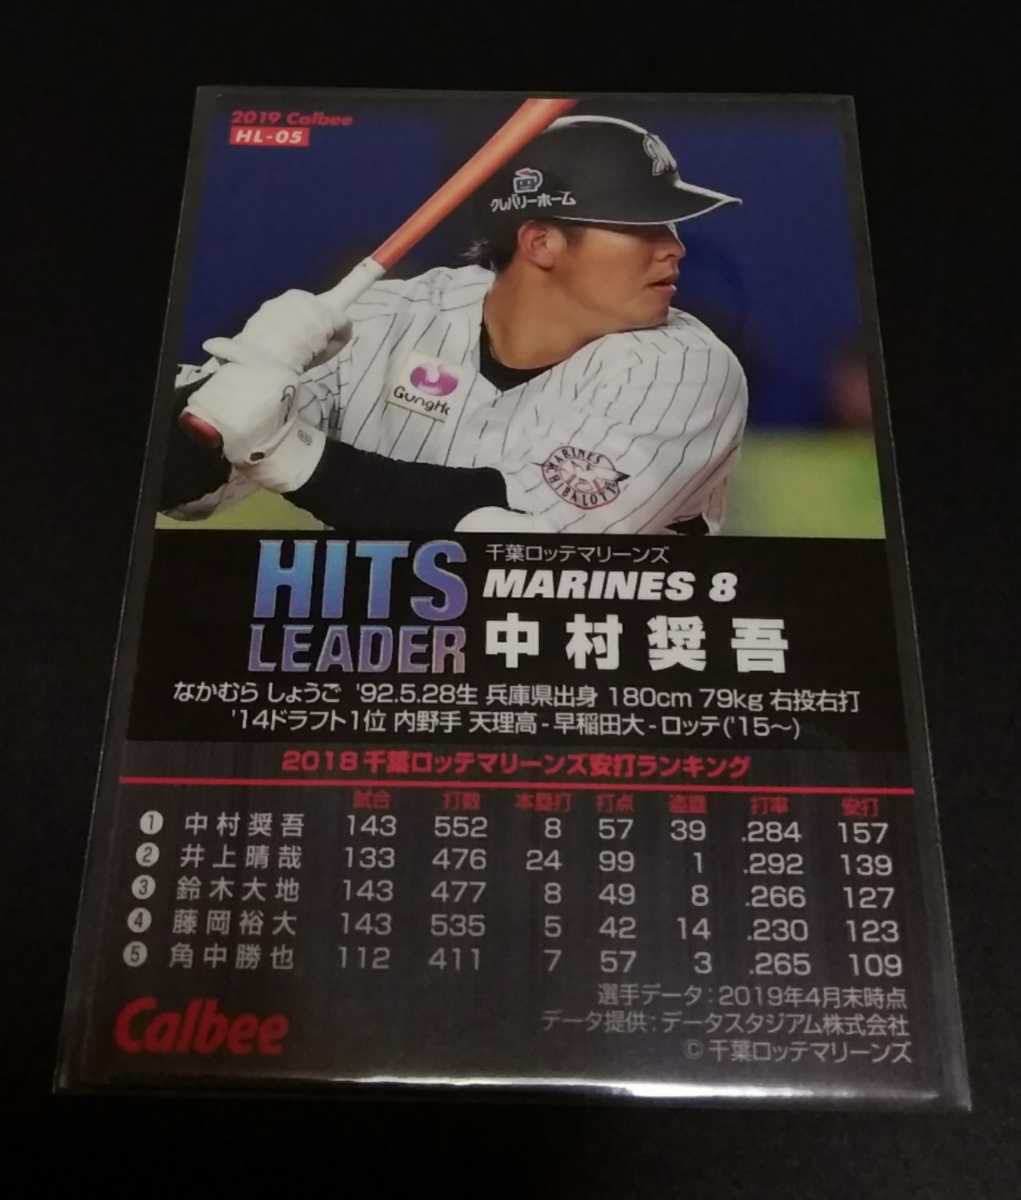 2019 Calbee
HL-05
クレバリーホーム
GungHo
MARINES
CHIBALOTTE
HITS
LEADER
千葉ロッテマリーンズ
MARINES 8
中村奨吾
なかむら しょうご '92.5.28生 兵庫県出身 180cm 79kg 右投右打
'14ドラフト1位 内野手 天理高-早稲田大-ロッテ('15〜)
2018千葉ロッテマリーンズ安打ランキング
試合 打数 本塁打 打点 盗塁 打率 安打
❶ 中村奨吾 143 552 8 57 39 .284 157
❷ 井上晴哉 133 476 24 99 1 .292 139
❸ 鈴木大地 143 477 8 49 8 .266 127
❹ 藤岡裕大 143 535 5 42 14 .230 123
❺ 角中勝也 112 411 7 57 3 .265 109
選手データ:2019年4月末時点
データ提供:データスタジアム株式会社
© 千葉ロッテマリーンズ
Calbee